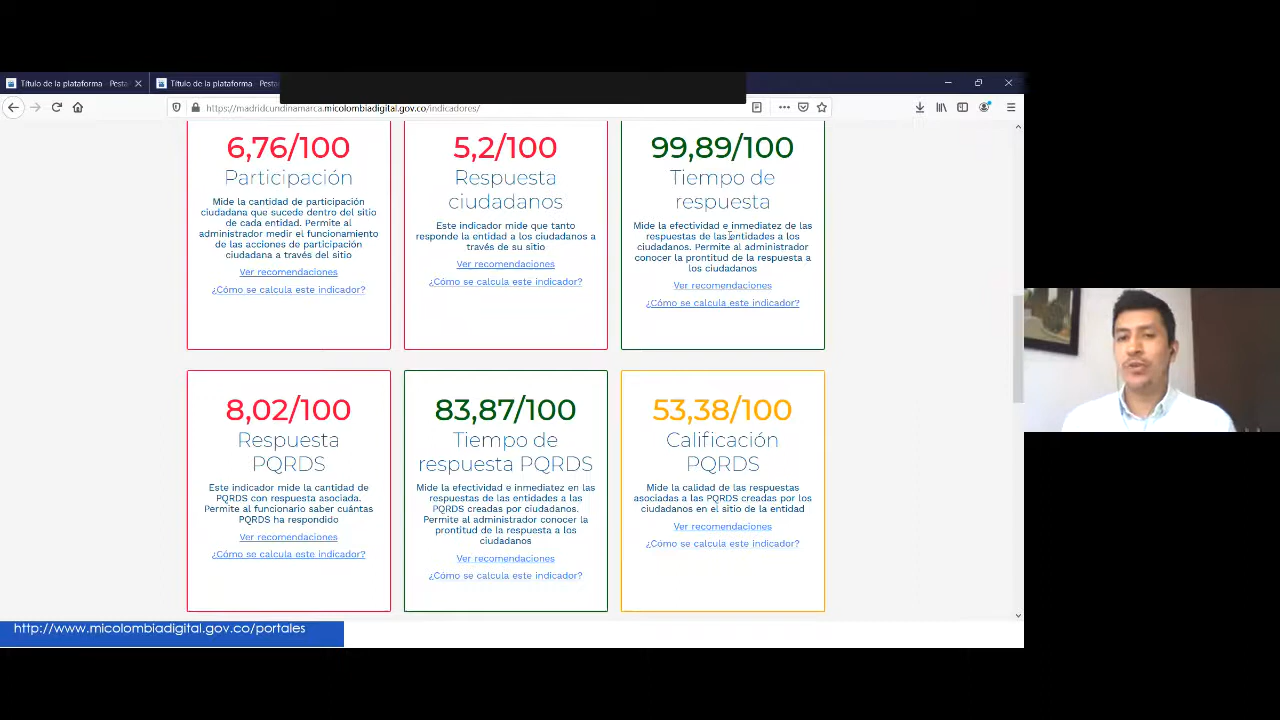 Título de la plataforma - Pesta
Título de la plataforma - Pesta
https://madridcundinamarca.micolombiadigital.gov.co/indicadores/
6,76/100
Participación
Mide la cantidad de participación
ciudadana que sucede dentro del sitio
de cada entidad. Permite al
administrador medir el funcionamiento
de las acciones de participación
ciudadana a través del sitio
Ver recomendaciones
¿Cómo se calcula este indicador?
5,2/100
Respuesta
ciudadanos
Este indicador mide que tanto
responde la entidad a los ciudadanos a
través de su sitio
Ver recomendaciones
¿Cómo se calcula este indicador?
99,89/100
Tiempo de
respuesta
Mide la efectividad e inmediatez de las
respuestas de las entidades a los
ciudadanos. Permite al administrador
conocer la prontitud de la respuesta a
los ciudadanos
Ver recomendaciones
¿Cómo se calcula este indicador?
8,02/100
Respuesta
PQRDS
Este indicador mide la cantidad de
PQRDS con respuesta asociada.
Permite al funcionario saber cuántas
PQRDS ha respondido
Ver recomendaciones
¿Cómo se calcula este indicador?
83,87/100
Tiempo de
respuesta PQRDS
Mide la efectividad e inmediatez en las
respuestas de las entidades a las
PQRDS creadas por ciudadanos.
Permite al administrador conocer la
prontitud de la respuesta a los
ciudadanos
Ver recomendaciones
¿Cómo se calcula este indicador?
53,38/100
Calificación
PQRDS
Mide la calidad de las respuestas
asociadas a las PQRDS creadas por los
ciudadanos en el sitio de la entidad
Ver recomendaciones
¿Cómo se calcula este indicador?
http://www.micolombiadigital.gov.co/portales